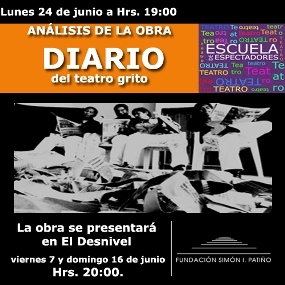 Lunes 24 de junio a Hrs. 19:00
ANÁLISIS DE LA OBRA
DIARIO
del teatro grito
ESCUELA
DE
ESPECTADORES
La obra se presentará
en El Desnivel
viernes 7 y domingo 16 de junio
Hrs. 20:00.
FUNDACIÓN SIMÓN I. PATIÑO